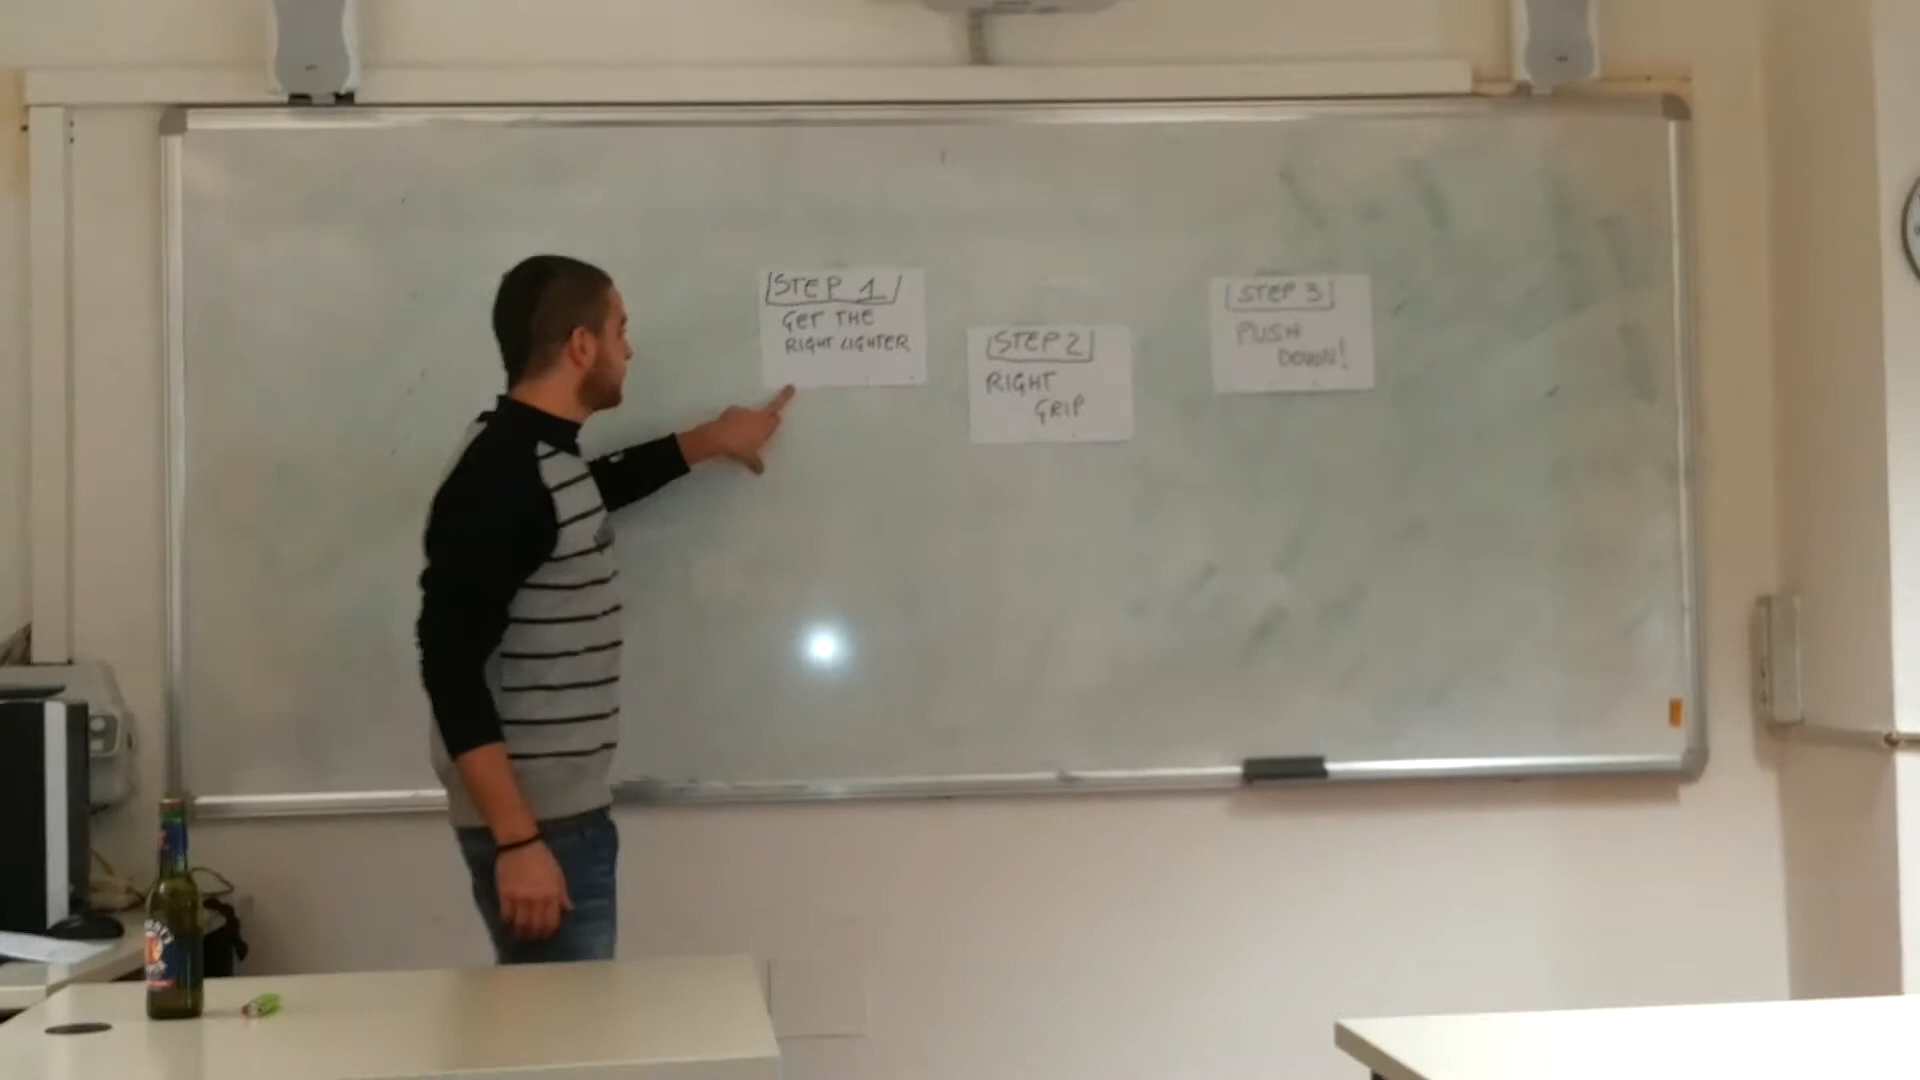 STEP 1
GET THE
RIGHT LIGHTER
STEP 2
RIGHT
GRIP
STEP 3
PUSH
DOWN!